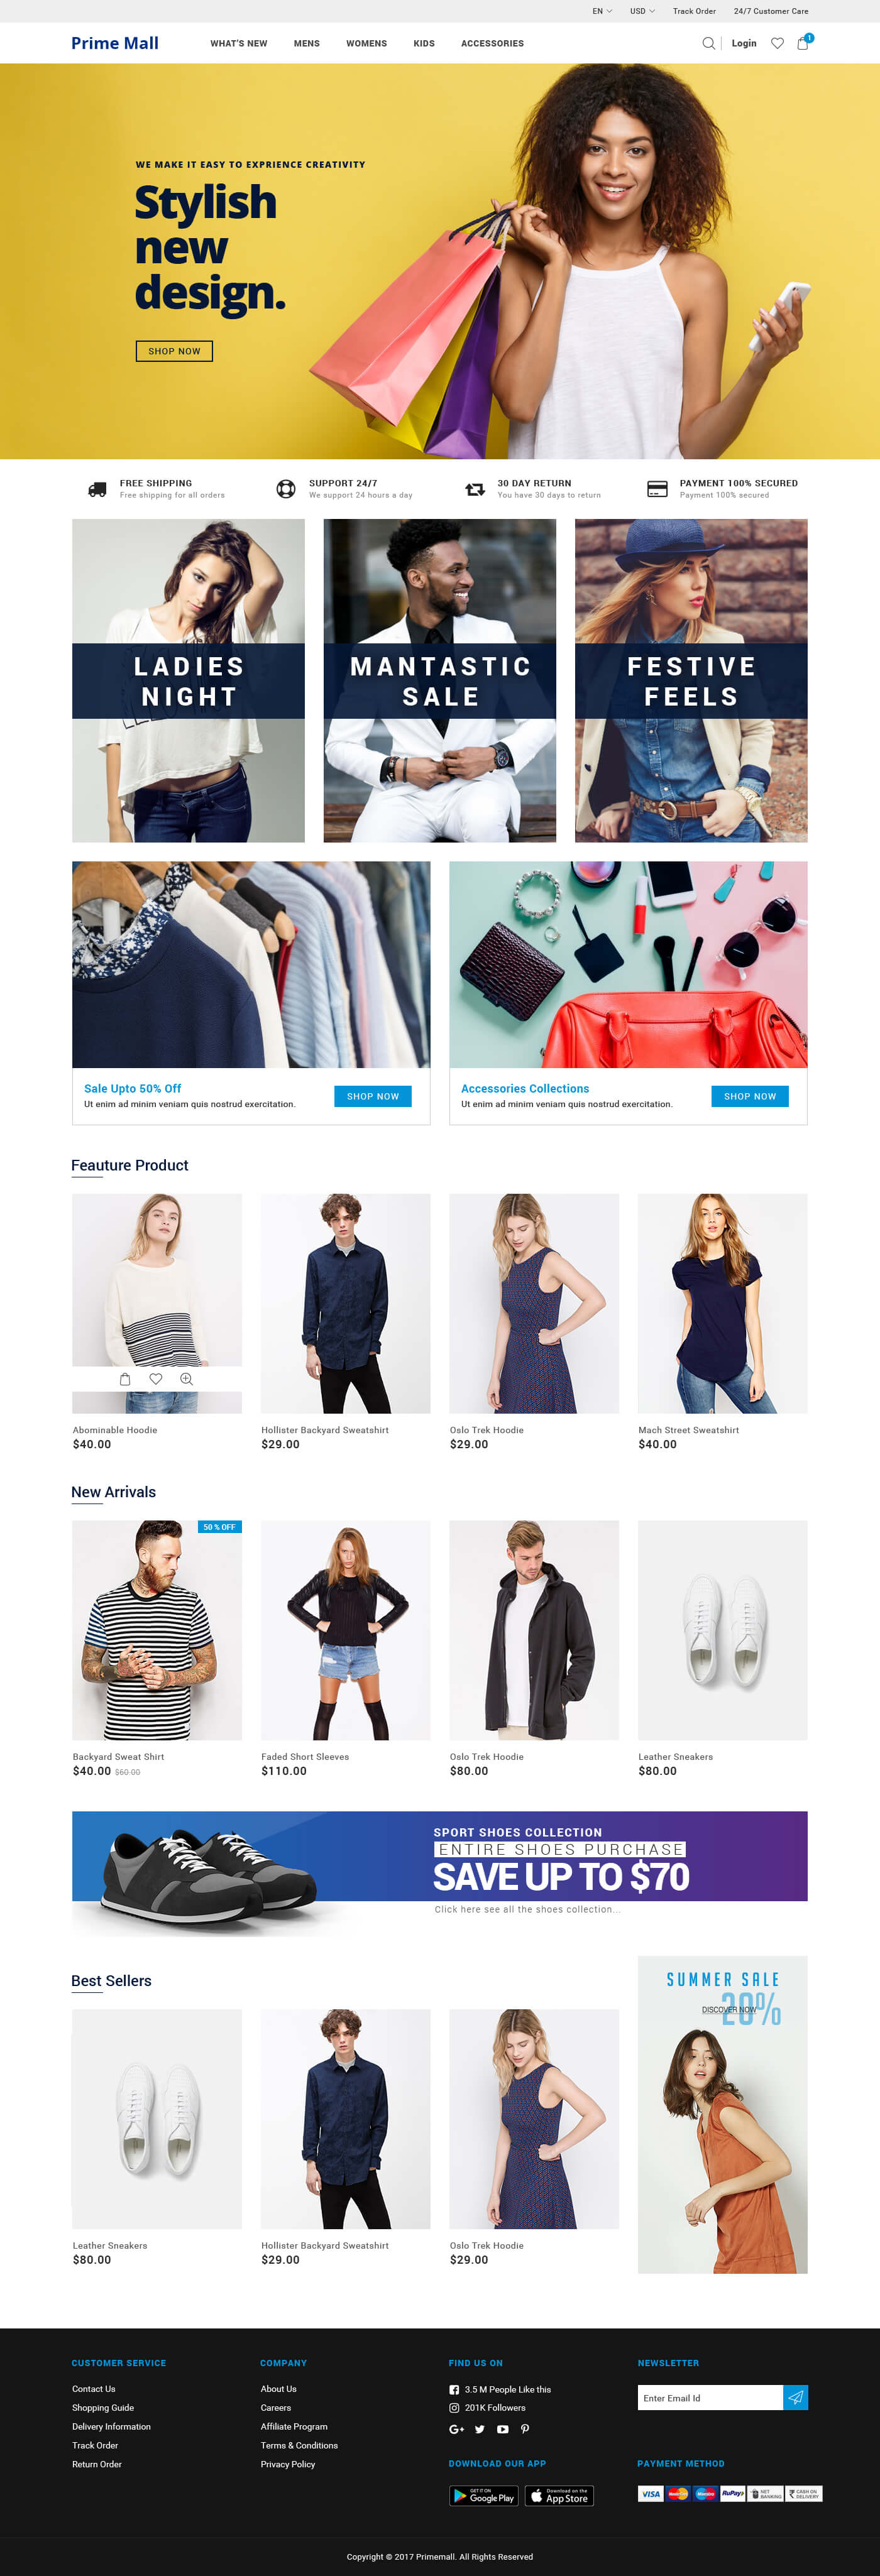 EN USD Track Order 24/7 Customer Care
Prime Mall WHAT'S NEW MENS WOMENS KIDS ACCESSORIES Login 1
WE MAKE IT EASY TO EXPRIENCE CREATIVITY
Stylish
new
design.
SHOP NOW
FREE SHIPPING
Free shipping for all orders
SUPPORT 24/7
We support 24 hours a day
30 DAY RETURN
You have 30 days to return
PAYMENT 100% SECURED
Payment 100% secured
LADIES
NIGHT
MANTASTIC
SALE
FESTIVE
FEELS
Sale Upto 50% Off
Ut enim ad minim veniam quis nostrud exercitation.
SHOP NOW
Accessories Collections
Ut enim ad minim veniam quis nostrud exercitation.
SHOP NOW
Feauture Product
Abominable Hoodie
$40.00
Hollister Backyard Sweatshirt
$29.00
Oslo Trek Hoodie
$29.00
Mach Street Sweatshirt
$40.00
New Arrivals
50 % OFF
Backyard Sweat Shirt
$40.00 $60.00
Faded Short Sleeves
$110.00
Oslo Trek Hoodie
$80.00
Leather Sneakers
$80.00
SPORT SHOES COLLECTION
ENTIRE SHOES PURCHASE
SAVE UP TO $70
Click here see all the shoes collection...
Best Sellers
Leather Sneakers
$80.00
Hollister Backyard Sweatshirt
$29.00
Oslo Trek Hoodie
$29.00
SUMMER SALE
20%
DISCOVER NOW
CUSTOMER SERVICE
Contact Us
Shopping Guide
Delivery Information
Track Order
Return Order
COMPANY
About Us
Careers
Affiliate Program
Terms & Conditions
Privacy Policy
FIND US ON
3.5 M People Like this
201K Followers
DOWNLOAD OUR APP
GET IT ON
Google Play
Download on the
App Store
NEWSLETTER
Enter Email Id
PAYMENT METHOD
VISA MasterCard Maestro RuPay NET BANKING CASH ON DELIVERY
Copyright © 2017 Primemall. All Rights Reserved